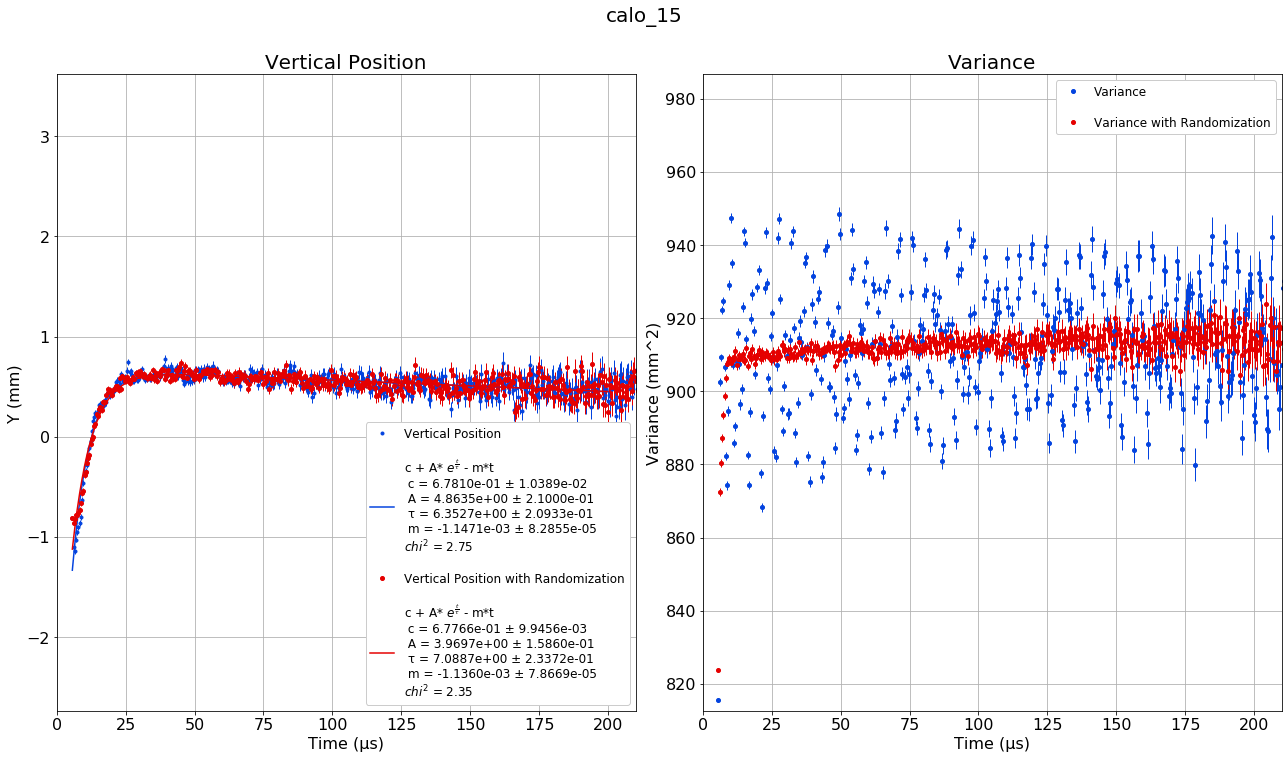 calo_15
Vertical Position
3
2
1
0
−1
−2
Y (mm)
0 25 50 75 100 125 150 175 200
Time (μs)
Vertical Position
c + A* - m*t
c = 6.7810e-01 ± 1.0389e-02
A = 4.8635e+00 ± 2.1000e-01
τ = 6.3527e+00 ± 2.0933e-01
m = -1.1471e-03 ± 8.2855e-05
chi² = 2.75
Vertical Position with Randomization
c + A* - m*t
c = 6.7766e-01 ± 9.9456e-03
A = 3.9697e+00 ± 1.5860e-01
τ = 7.0887e+00 ± 2.3372e-01
m = -1.1360e-03 ± 7.8669e-05
chi² = 2.35
Variance
980
960
940
920
900
880
860
840
820
Variance (mm^2)
0 25 50 75 100 125 150 175 200
Time (μs)
Variance
Variance with Randomization